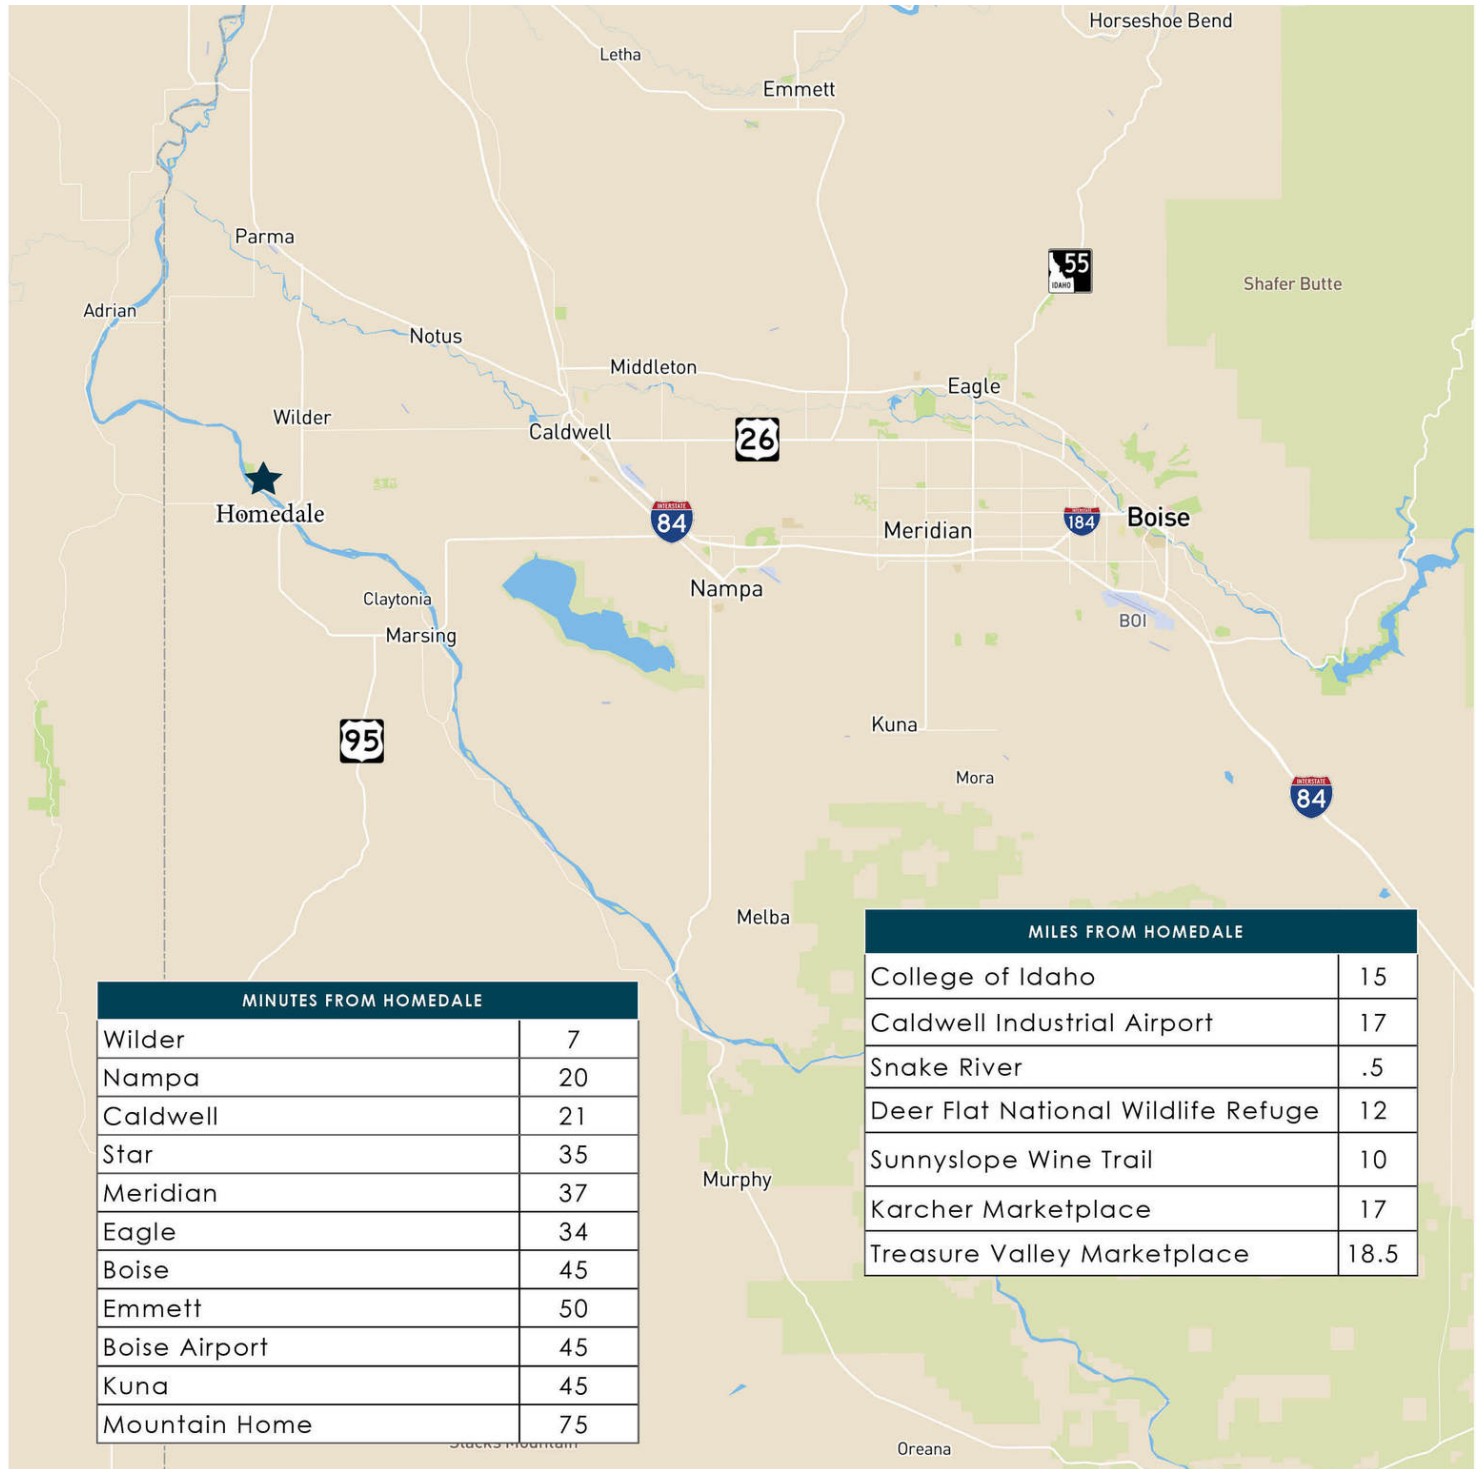 Horseshoe Bend
Letha
Emmett
Parma
55
IDAHO
Shafer Butte
Adrian
Notus
Middleton
Eagle
Wilder
Caldwell
26
Homedale
INTERSTATE
84
Meridian
184
Boise
Nampa
Claytonia
Marsing
BOI
95
Kuna
Mora
INTERSTATE
84
Melba
MILES FROM HOMEDALE
College of Idaho 15
Caldwell Industrial Airport 17
Snake River .5
Deer Flat National Wildlife Refuge 12
Sunnyslope Wine Trail 10
Karcher Marketplace 17
Treasure Valley Marketplace 18.5
MINUTES FROM HOMEDALE
Wilder 7
Nampa 20
Caldwell 21
Star 35
Meridian 37
Eagle 34
Boise 45
Emmett 50
Boise Airport 45
Kuna 45
Mountain Home 75
Murphy
Oreana